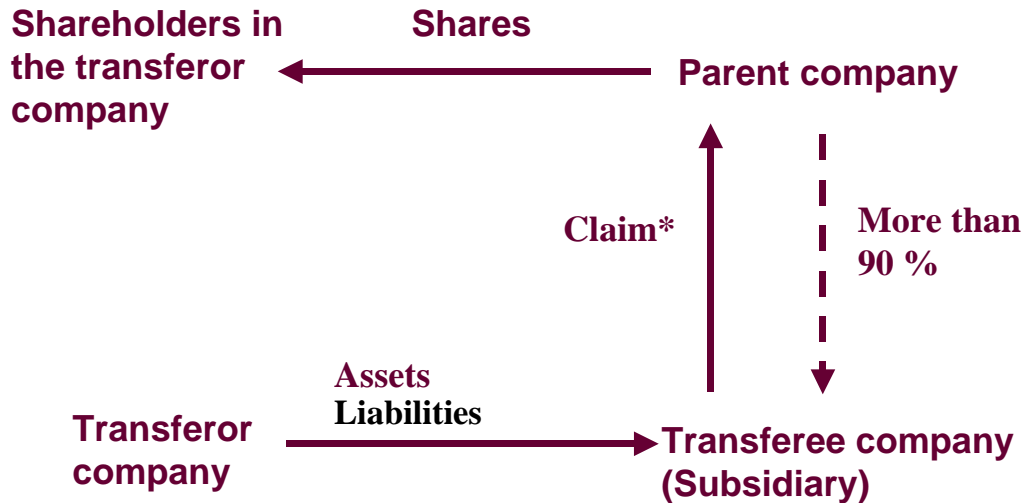 Shareholders in
the transferor
company
Shares
Parent company
Claim*
More than
90 %
Assets
Liabilities
Transferor
company
Transferee company
(Subsidiary)